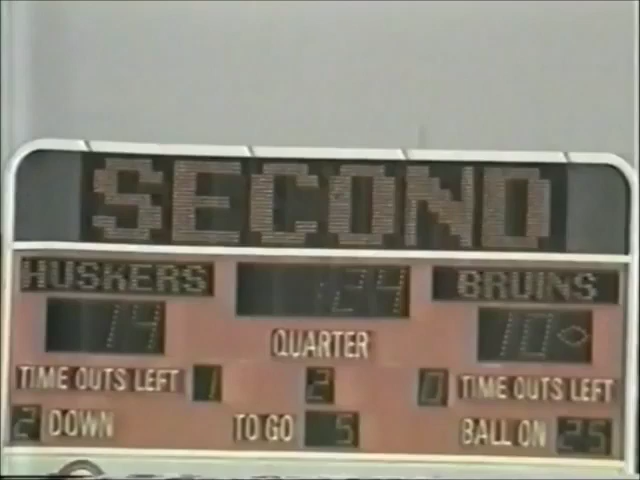 SECOND
HUSKERS :24 BRUINS
14 10
QUARTER
TIME OUTS LEFT 1 2 0 TIME OUTS LEFT
2 DOWN TO GO 5 BALL ON 25